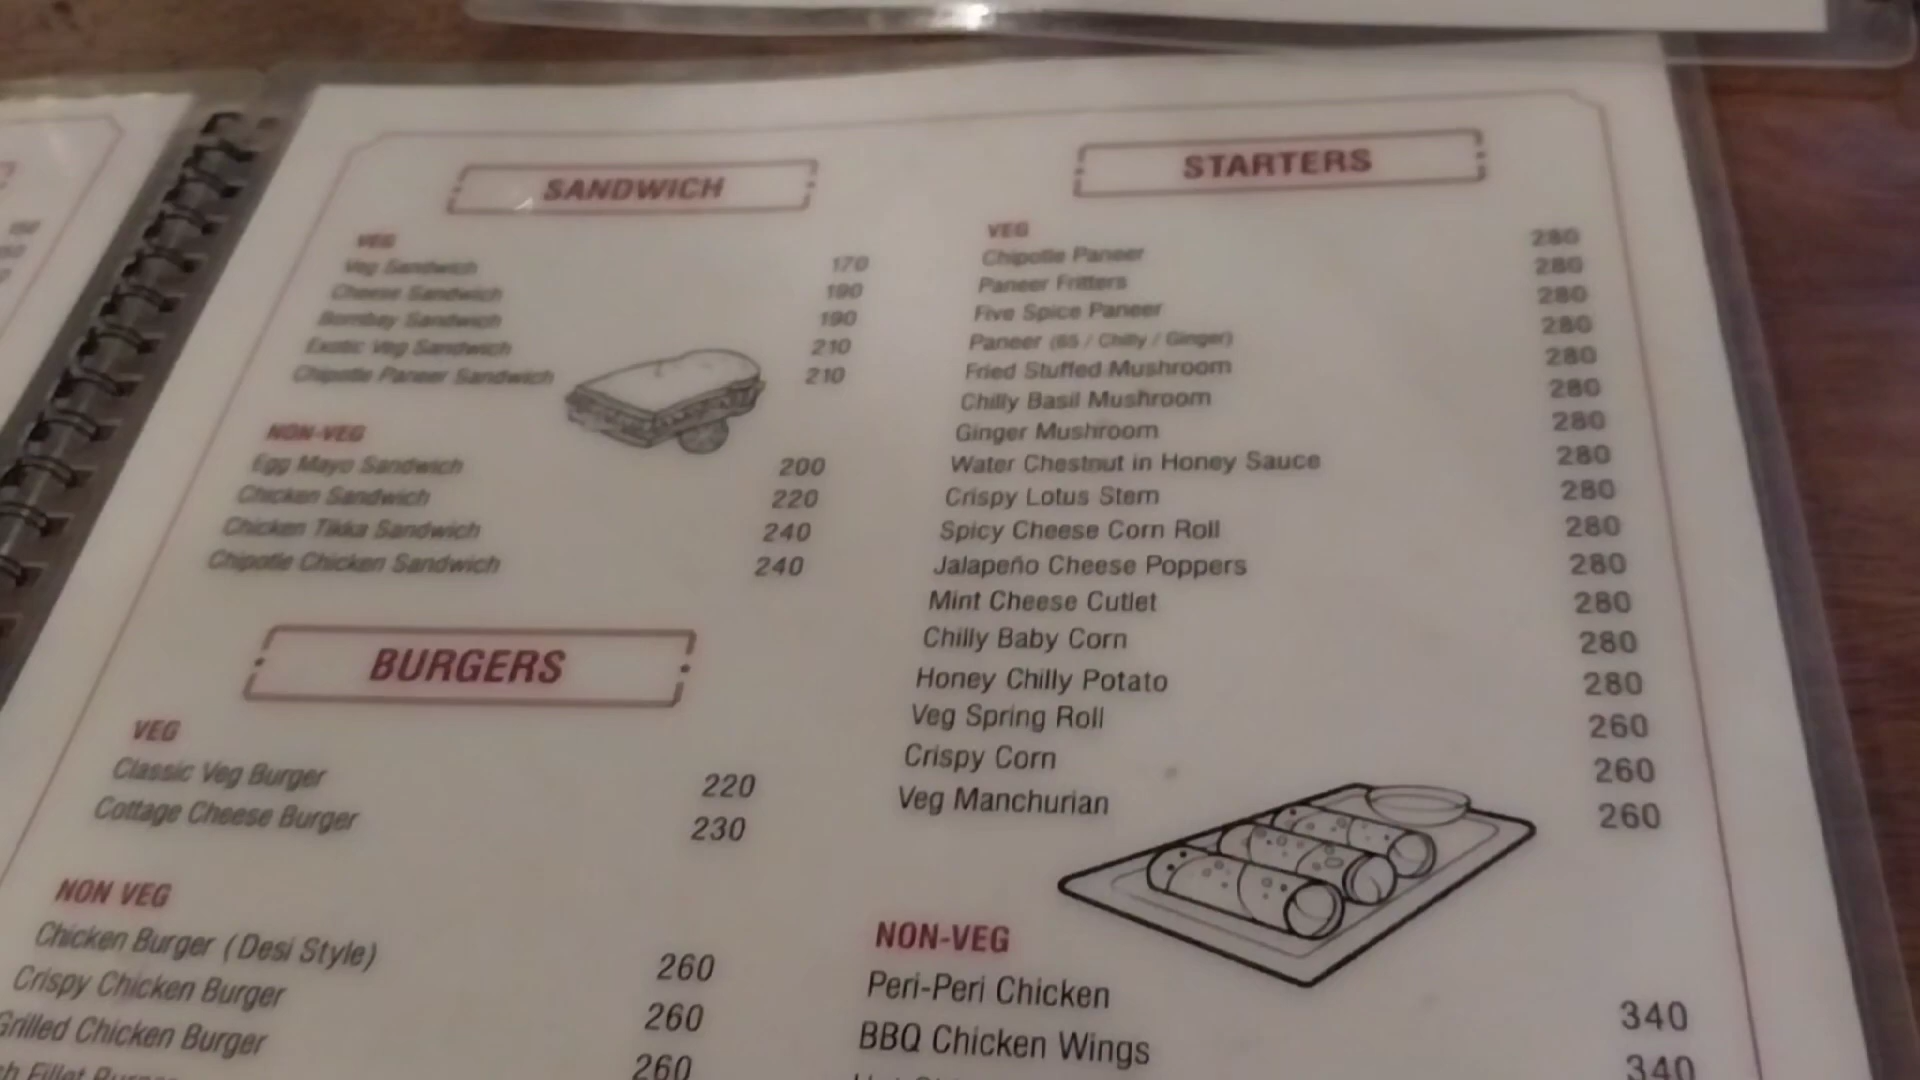 SANDWICH
VEG
Veg Sandwich 170
Cheese Sandwich 190
Bombay Sandwich 190
Exotic Veg Sandwich 210
Chipotle Paneer Sandwich 210
NON-VEG
Egg Mayo Sandwich 200
Chicken Sandwich 220
Chicken Tikka Sandwich 240
Chipotle Chicken Sandwich 240
BURGERS
VEG
Classic Veg Burger 220
Cottage Cheese Burger 230
NON VEG
Chicken Burger (Desi Style) 260
Crispy Chicken Burger 260
Grilled Chicken Burger 260
STARTERS
VEG
Chipotle Paneer 280
Paneer Fritters 280
Five Spice Paneer 280
Paneer (65 / Chilly / Ginger) 280
Fried Stuffed Mushroom 280
Chilly Basil Mushroom 280
Ginger Mushroom 280
Water Chestnut in Honey Sauce 280
Crispy Lotus Stem 280
Spicy Cheese Corn Roll 280
Jalapeño Cheese Poppers 280
Mint Cheese Cutlet 280
Chilly Baby Corn 280
Honey Chilly Potato 280
Veg Spring Roll 260
Crispy Corn 260
Veg Manchurian 260
NON-VEG
Peri-Peri Chicken 340
BBQ Chicken Wings 340